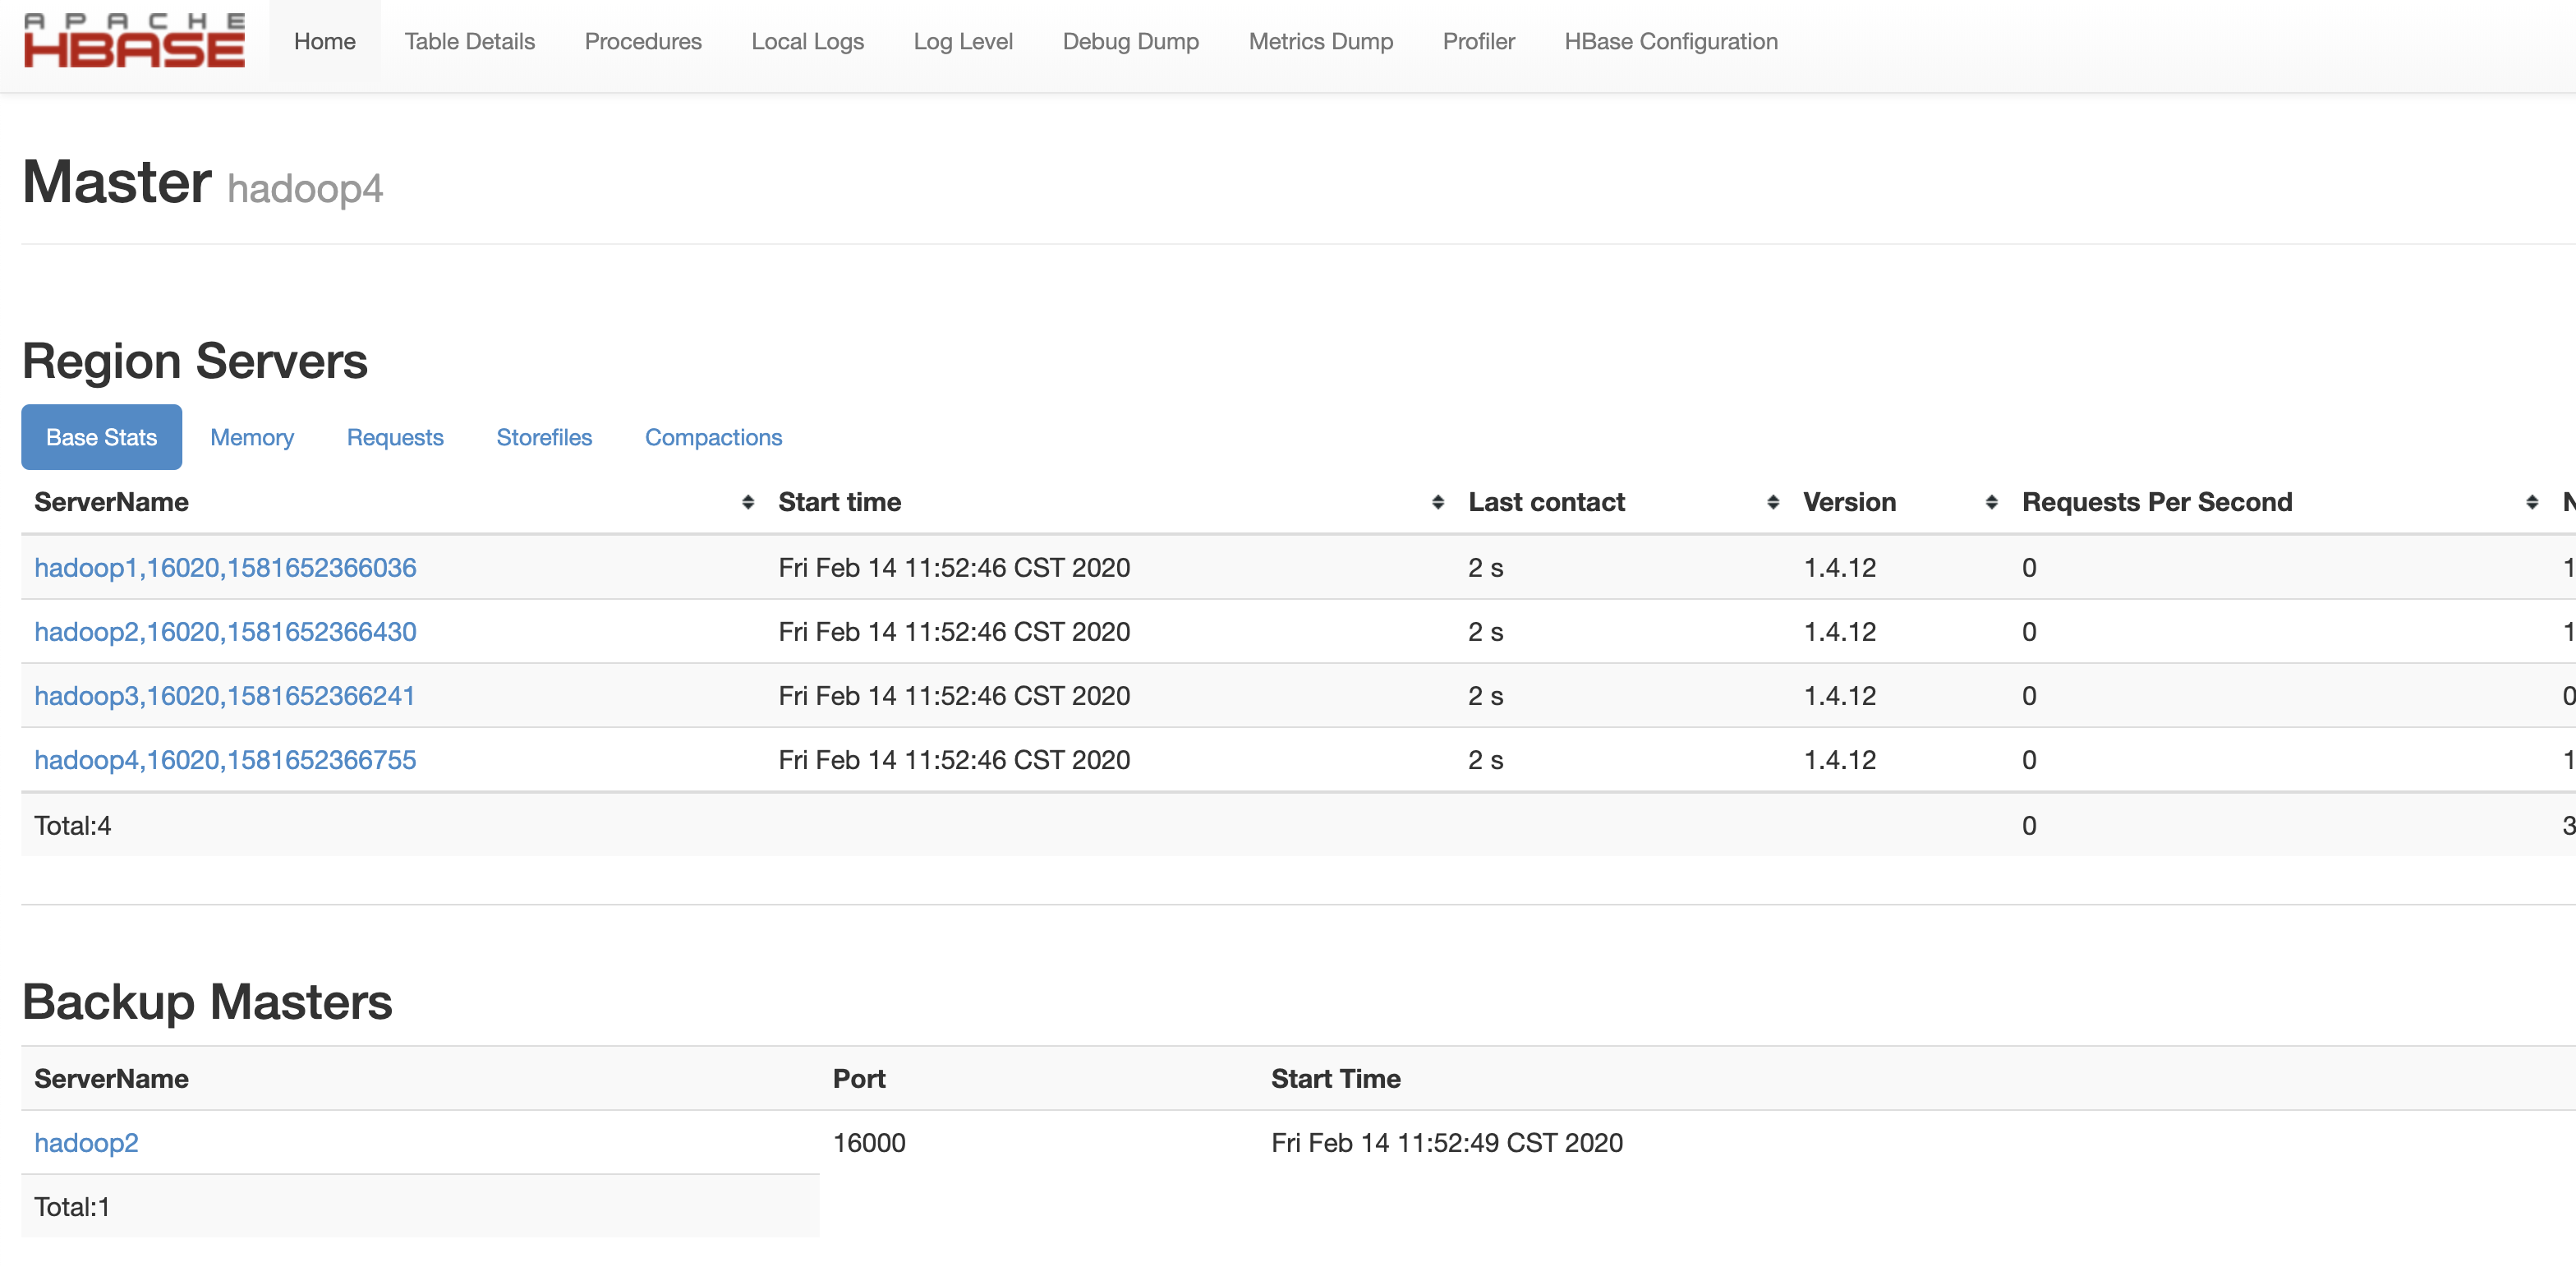 APACHE
HBASE
Home Table Details Procedures Local Logs Log Level Debug Dump Metrics Dump Profiler HBase Configuration
Master hadoop4
Region Servers
Base Stats Memory Requests Storefiles Compactions
ServerName Start time Last contact Version Requests Per Second
hadoop1,16020,1581652366036 Fri Feb 14 11:52:46 CST 2020 2 s 1.4.12 0 1
hadoop2,16020,1581652366430 Fri Feb 14 11:52:46 CST 2020 2 s 1.4.12 0 1
hadoop3,16020,1581652366241 Fri Feb 14 11:52:46 CST 2020 2 s 1.4.12 0 0
hadoop4,16020,1581652366755 Fri Feb 14 11:52:46 CST 2020 2 s 1.4.12 0 1
Total:4 0 3
Backup Masters
ServerName Port Start Time
hadoop2 16000 Fri Feb 14 11:52:49 CST 2020
Total:1